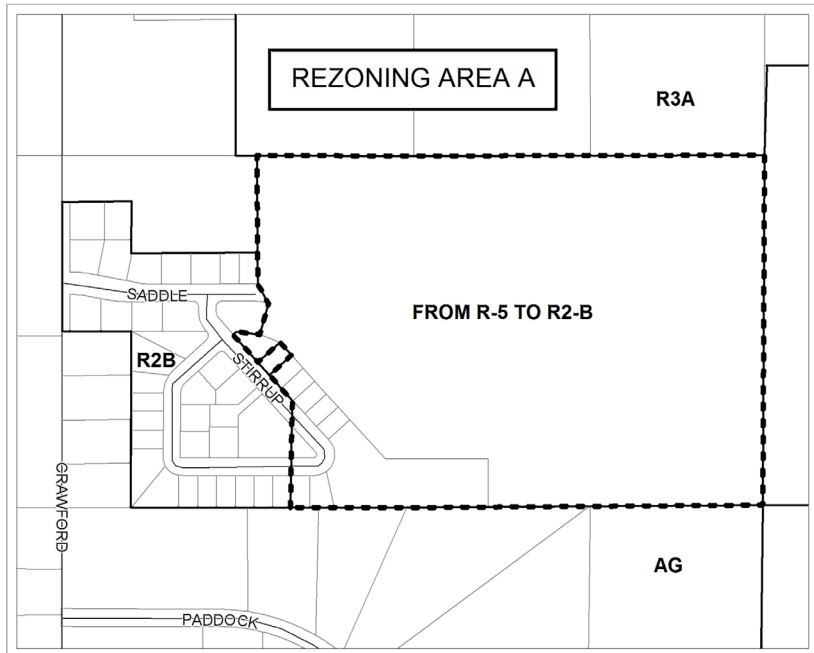 REZONING AREA A
R3A
SADDLE
FROM R-5 TO R2-B
R2B
STIRRUP
CRAWFORD
AG
PADDOCK